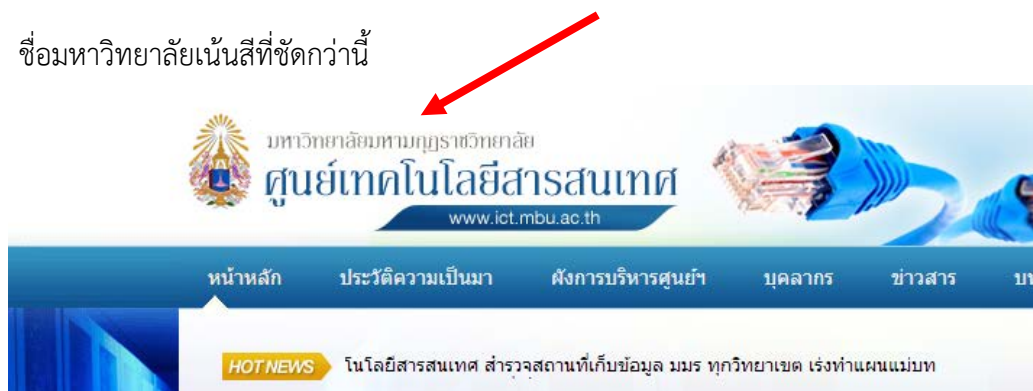 ชื่อมหาวิทยาลัยเน้นสีที่ชัดกว่านี้
มหาวิทยาลัยมหามกุฏราชวิทยาลัย
ศูนย์เทคโนโลยีสารสนเทศ
www.ict.mbu.ac.th
หน้าหลัก ประวัติความเป็นมา ผังการบริหารศูนย์ฯ บุคลากร ข่าวสาร
HOT NEWS โนโลยีสารสนเทศ สำรวจสถานที่เก็บข้อมูล มมร ทุกวิทยาเขต เร่งทำแผนแม่บท